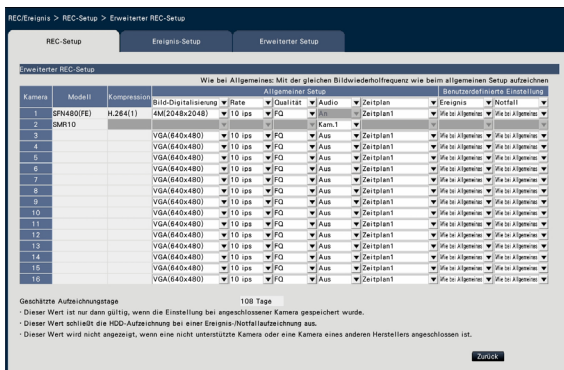 REC/Ereignis > REC-Setup > Erweiterter REC-Setup
REC-Setup Ereignis-Setup Erweiterter Setup
Erweiterter REC-Setup
Wie bei Allgemeines: Mit der gleichen Bildwiederholfrequenz wie beim allgemeinen Setup aufzeichnen
Kamera Modell Kompression Allgemeiner Setup Benutzerdefinierte Einstellung
Bild-Digitalisierung Rate Qualität Audio Zeitplan Ereignis Notfall
1 SFN480(FE) H.264(1) 4M(2048x2048) 10 ips FQ An Zeitplan1 Wie bei Allgemeines Wie bei Allgemeines
2 SMR10 Kam.1
3 VGA(640x480) 10 ips FQ Aus Zeitplan1 Wie bei Allgemeines Wie bei Allgemeines
4 VGA(640x480) 10 ips FQ Aus Zeitplan1 Wie bei Allgemeines Wie bei Allgemeines
5 VGA(640x480) 10 ips FQ Aus Zeitplan1 Wie bei Allgemeines Wie bei Allgemeines
6 VGA(640x480) 10 ips FQ Aus Zeitplan1 Wie bei Allgemeines Wie bei Allgemeines
7 VGA(640x480) 10 ips FQ Aus Zeitplan1 Wie bei Allgemeines Wie bei Allgemeines
8 VGA(640x480) 10 ips FQ Aus Zeitplan1 Wie bei Allgemeines Wie bei Allgemeines
9 VGA(640x480) 10 ips FQ Aus Zeitplan1 Wie bei Allgemeines Wie bei Allgemeines
10 VGA(640x480) 10 ips FQ Aus Zeitplan1 Wie bei Allgemeines Wie bei Allgemeines
11 VGA(640x480) 10 ips FQ Aus Zeitplan1 Wie bei Allgemeines Wie bei Allgemeines
12 VGA(640x480) 10 ips FQ Aus Zeitplan1 Wie bei Allgemeines Wie bei Allgemeines
13 VGA(640x480) 10 ips FQ Aus Zeitplan1 Wie bei Allgemeines Wie bei Allgemeines
14 VGA(640x480) 10 ips FQ Aus Zeitplan1 Wie bei Allgemeines Wie bei Allgemeines
15 VGA(640x480) 10 ips FQ Aus Zeitplan1 Wie bei Allgemeines Wie bei Allgemeines
16 VGA(640x480) 10 ips FQ Aus Zeitplan1 Wie bei Allgemeines Wie bei Allgemeines
Geschätzte Aufzeichnungstage 108 Tage
· Dieser Wert ist nur dann gültig, wenn die Einstellung bei angeschlossener Kamera gespeichert wurde.
· Dieser Wert schließt die HDD-Aufzeichnung bei einer Ereignis-/Notfallaufzeichnung aus.
· Dieser Wert wird nicht angezeigt, wenn eine nicht unterstützte Kamera oder eine Kamera eines anderen Herstellers angeschlossen ist.
Zurück